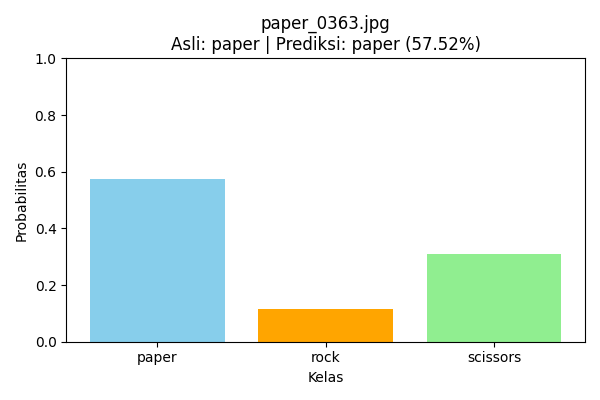 paper_0363.jpg
Asli: paper | Prediksi: paper (57.52%)
1.0
0.8
0.6
0.4
0.2
0.0
Probabilitas
paper
rock
scissors
Kelas